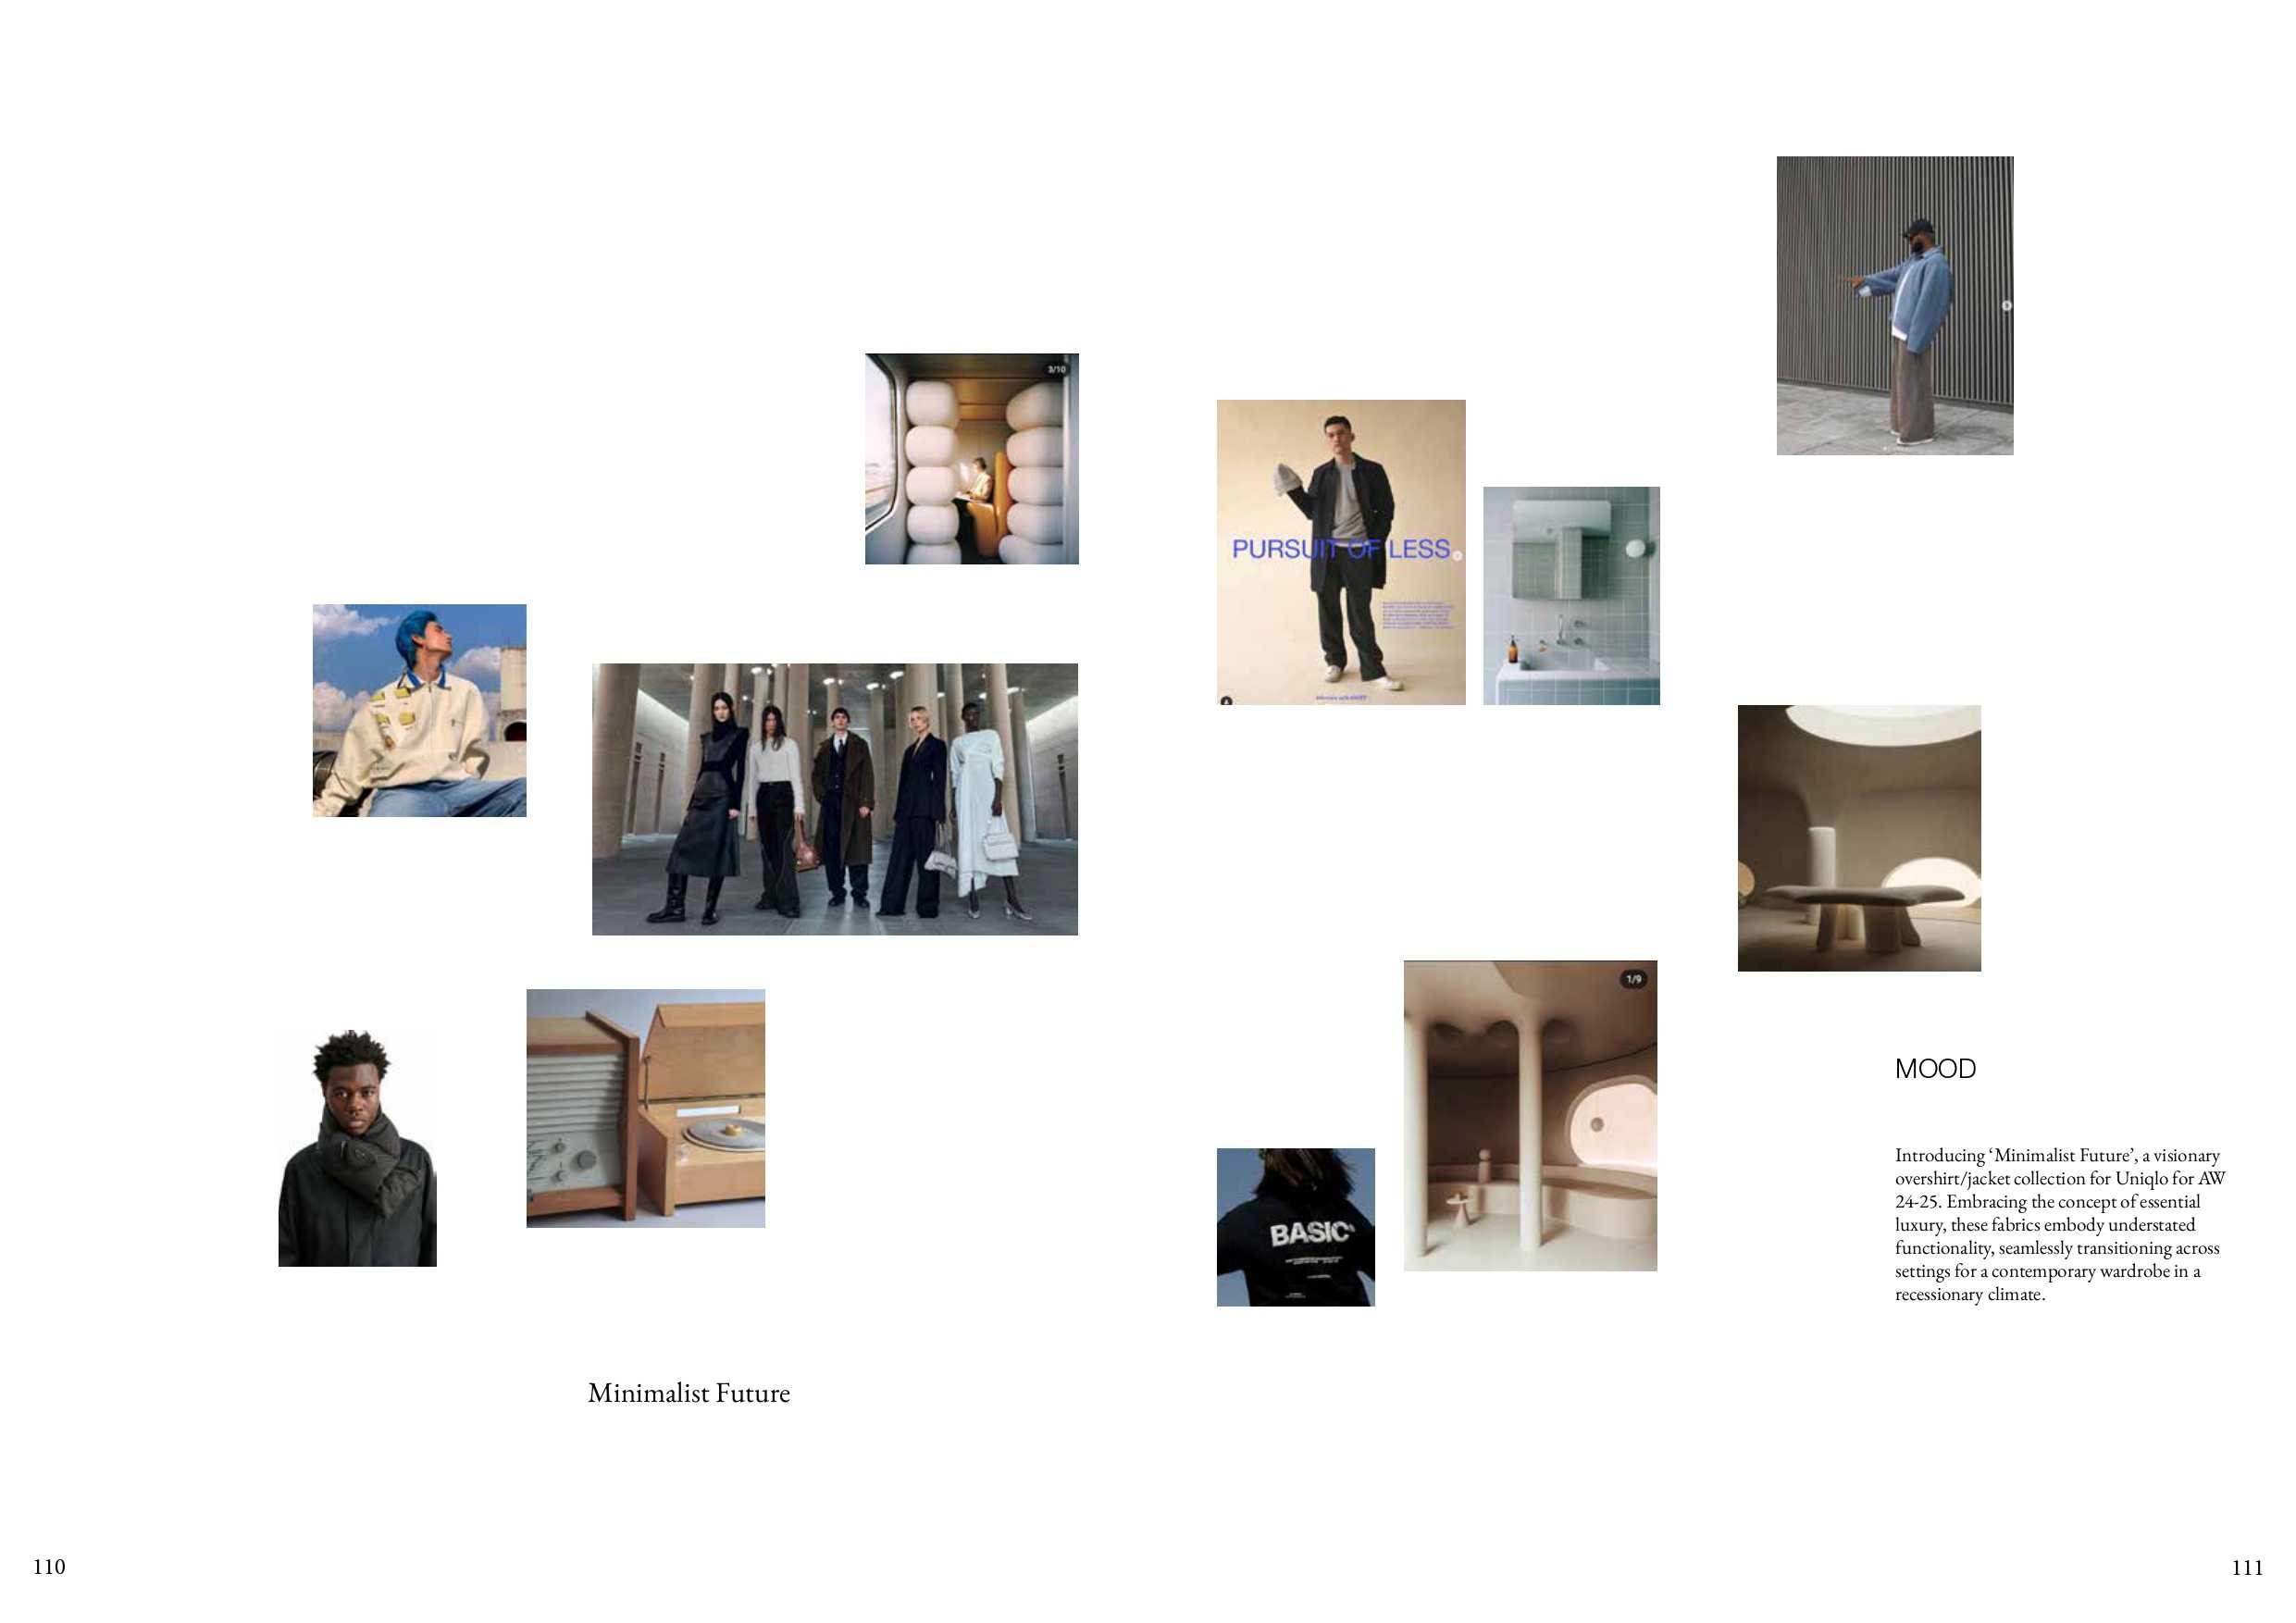 3/10
PURSUIT OF LESS
Minimalist Future
110
1/9
BASIC
MOOD
Introducing ‘Minimalist Future’, a visionary
overshirt/jacket collection for Uniqlo for AW
24-25. Embracing the concept of essential
luxury, these fabrics embody understated
functionality, seamlessly transitioning across
settings for a contemporary wardrobe in a
recessionary climate.
111